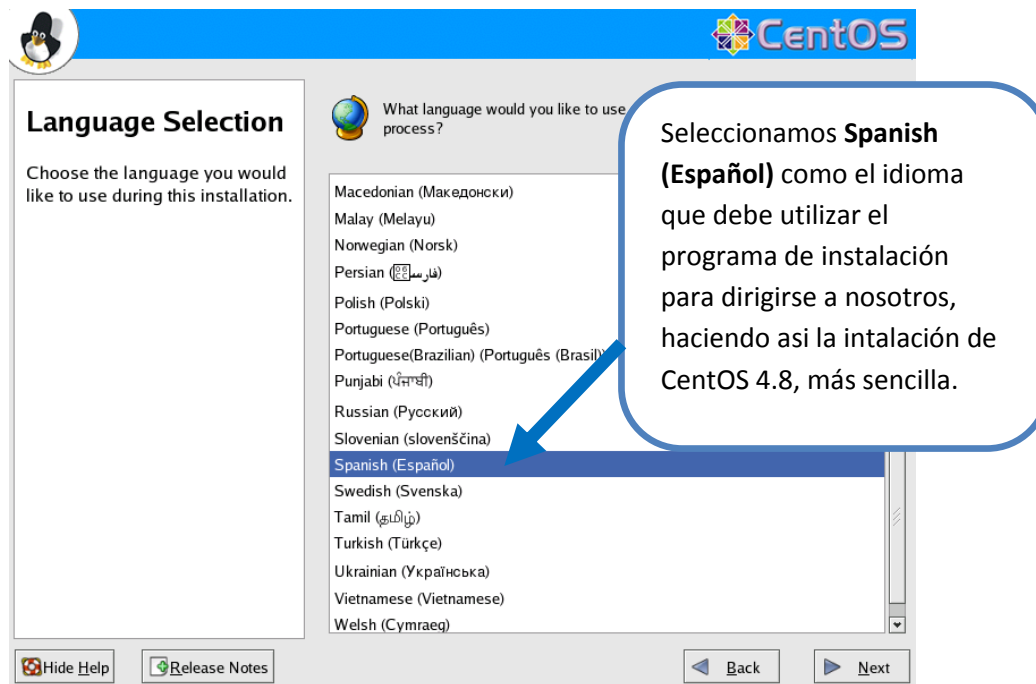 CentOS
Language Selection
Choose the language you would
like to use during this installation.
What language would you like to use
process?
Macedonian (Македонски)
Malay (Melayu)
Norwegian (Norsk)
Persian (فارسی)
Polish (Polski)
Portuguese (Português)
Portuguese(Brazilian) (Português (Brasil))
Punjabi (ਪੰਜਾਬੀ)
Russian (Русский)
Slovenian (slovenščina)
Spanish (Español)
Swedish (Svenska)
Tamil (தமிழ்)
Turkish (Türkçe)
Ukrainian (Українська)
Vietnamese (Vietnamese)
Welsh (Cymraeg)
Seleccionamos Spanish
(Español) como el idioma
que debe utilizar el
programa de instalación
para dirigirse a nosotros,
haciendo asi la intalación de
CentOS 4.8, más sencilla.
Hide Help
Release Notes
Back
Next